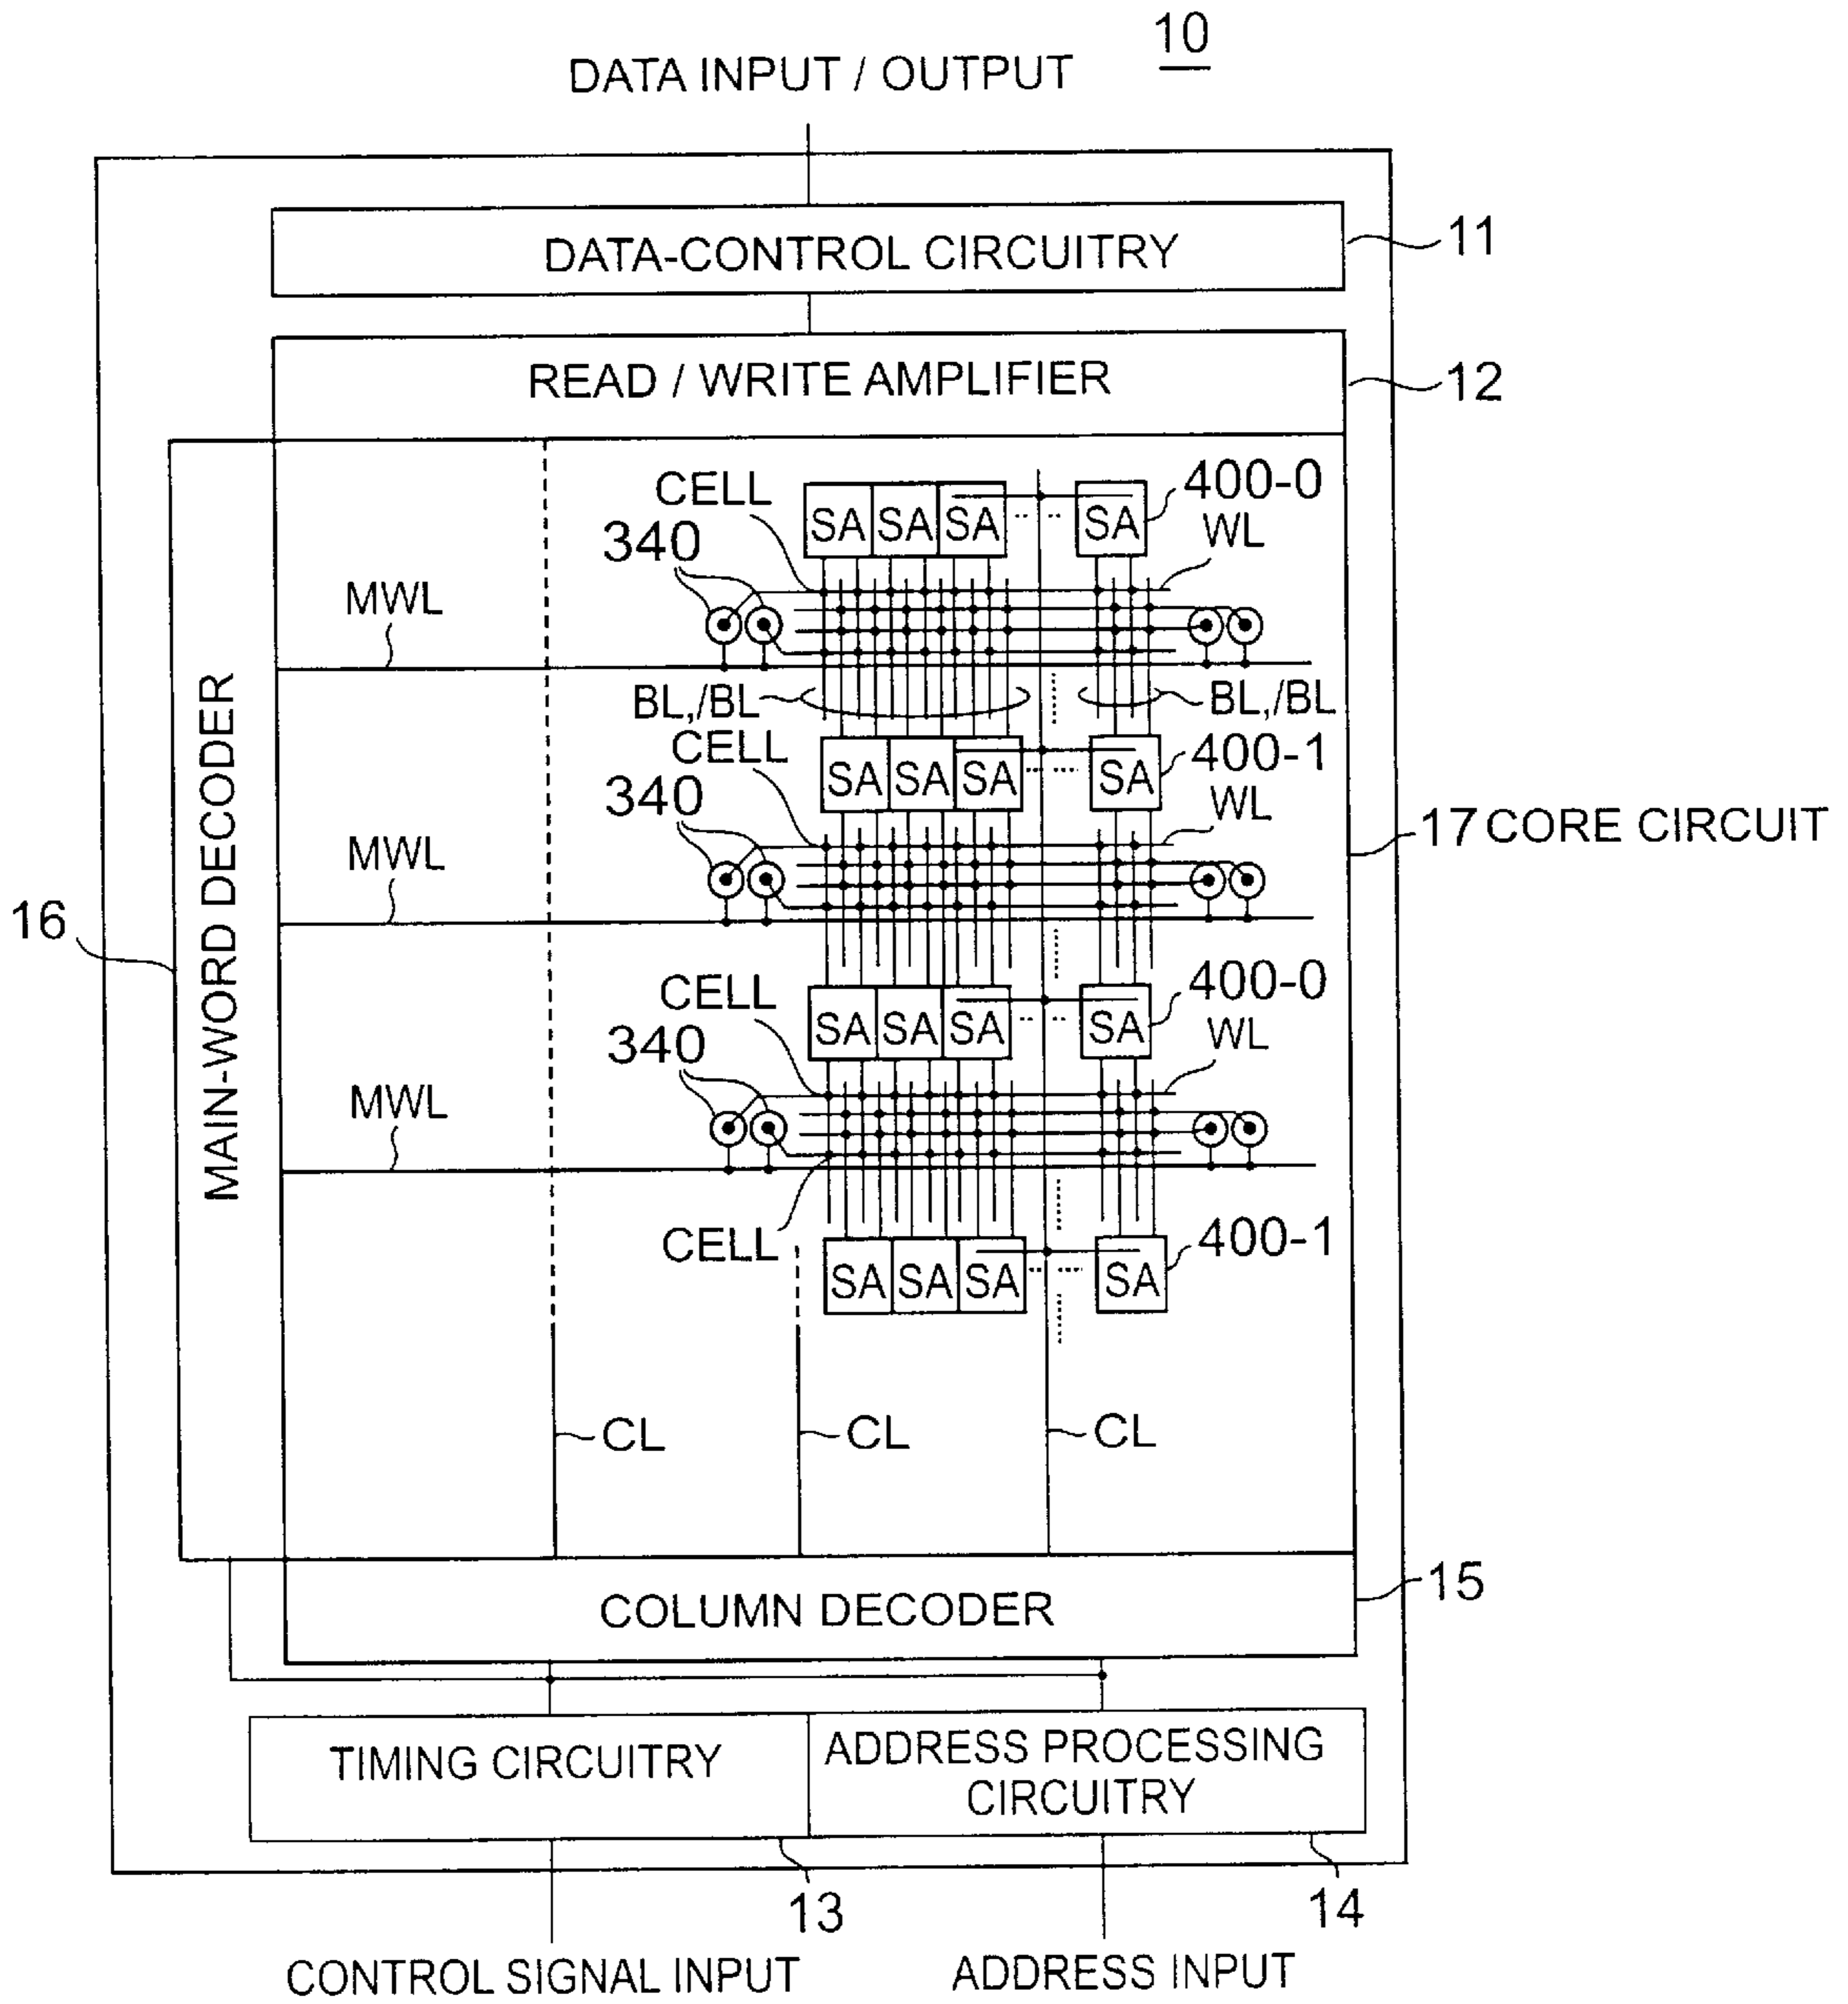 10
DATA INPUT / OUTPUT
DATA-CONTROL CIRCUITRY
11
READ / WRITE AMPLIFIER
12
CELL
SA SA SA SA
400-0
WL
340
MWL
BL,/BL
BL,/BL
CELL
SA SA SA SA
400-1
WL
340
MWL
17 CORE CIRCUIT
MAIN-WORD DECODER
16
CELL
SA SA SA SA
400-0
WL
340
MWL
CELL
SA SA SA SA
400-1
CL
CL
CL
COLUMN DECODER
15
TIMING CIRCUITRY
ADDRESS PROCESSING
CIRCUITRY
13
14
CONTROL SIGNAL INPUT
ADDRESS INPUT